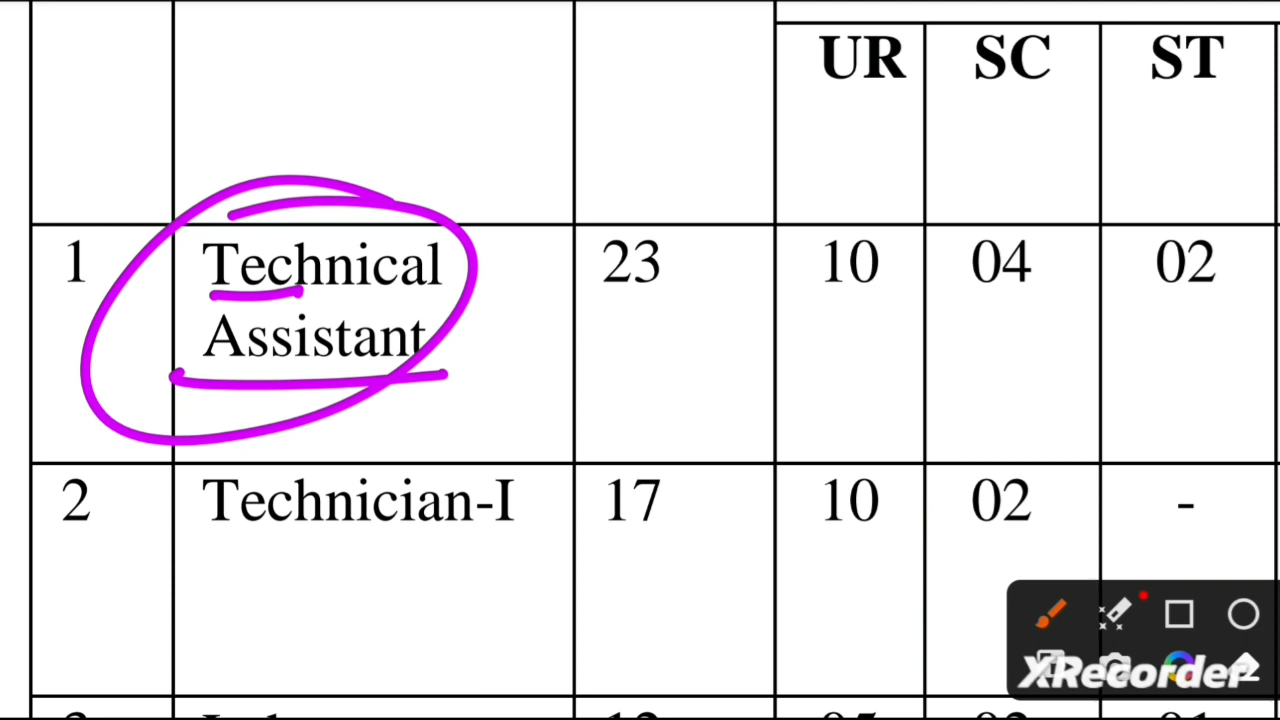 UR SC ST
1 Technical Assistant 23 10 04 02
2 Technician-I 17 10 02 -
XRecorder